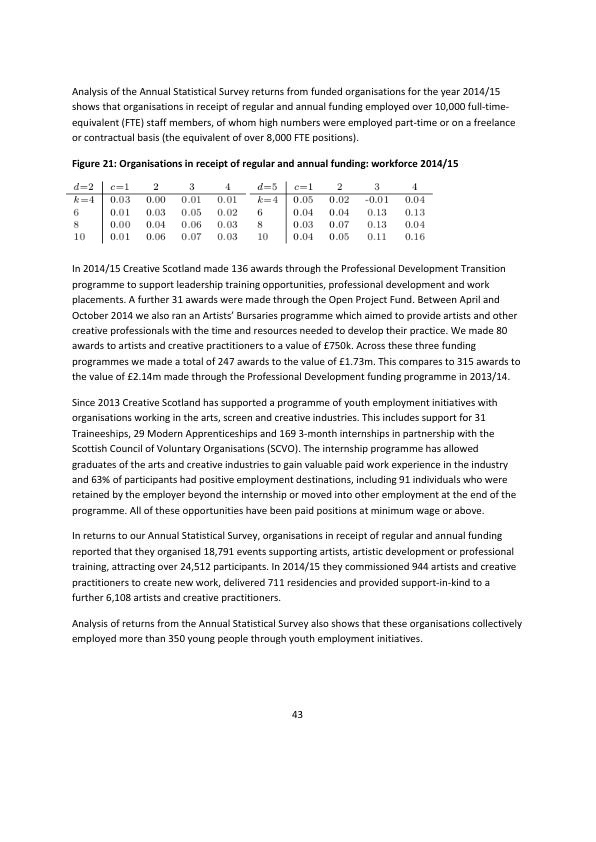 Analysis of the Annual Statistical Survey returns from funded organisations for the year 2014/15
shows that organisations in receipt of regular and annual funding employed over 10,000 full-time-
equivalent (FTE) staff members, of whom high numbers were employed part-time or on a freelance
or contractual basis (the equivalent of over 8,000 FTE positions).
Figure 21: Organisations in receipt of regular and annual funding: workforce 2014/15
d=2 c=1 2 3 4 d=5 c=1 2 3 4
k=4 0.03 0.00 0.01 0.01 k=4 0.05 0.02 -0.01 0.04
6 0.01 0.03 0.05 0.02 6 0.04 0.04 0.13 0.13
8 0.00 0.04 0.06 0.03 8 0.03 0.07 0.13 0.04
10 0.01 0.06 0.07 0.03 10 0.04 0.05 0.11 0.16
In 2014/15 Creative Scotland made 136 awards through the Professional Development Transition
programme to support leadership training opportunities, professional development and work
placements. A further 31 awards were made through the Open Project Fund. Between April and
October 2014 we also ran an Artists’ Bursaries programme which aimed to provide artists and other
creative professionals with the time and resources needed to develop their practice. We made 80
awards to artists and creative practitioners to a value of £750k. Across these three funding
programmes we made a total of 247 awards to the value of £1.73m. This compares to 315 awards to
the value of £2.14m made through the Professional Development funding programme in 2013/14.
Since 2013 Creative Scotland has supported a programme of youth employment initiatives with
organisations working in the arts, screen and creative industries. This includes support for 31
Traineeships, 29 Modern Apprenticeships and 169 3-month internships in partnership with the
Scottish Council of Voluntary Organisations (SCVO). The internship programme has allowed
graduates of the arts and creative industries to gain valuable paid work experience in the industry
and 63% of participants had positive employment destinations, including 91 individuals who were
retained by the employer beyond the internship or moved into other employment at the end of the
programme. All of these opportunities have been paid positions at minimum wage or above.
In returns to our Annual Statistical Survey, organisations in receipt of regular and annual funding
reported that they organised 18,791 events supporting artists, artistic development or professional
training, attracting over 24,512 participants. In 2014/15 they commissioned 944 artists and creative
practitioners to create new work, delivered 711 residencies and provided support-in-kind to a
further 6,108 artists and creative practitioners.
Analysis of returns from the Annual Statistical Survey also shows that these organisations collectively
employed more than 350 young people through youth employment initiatives.
43